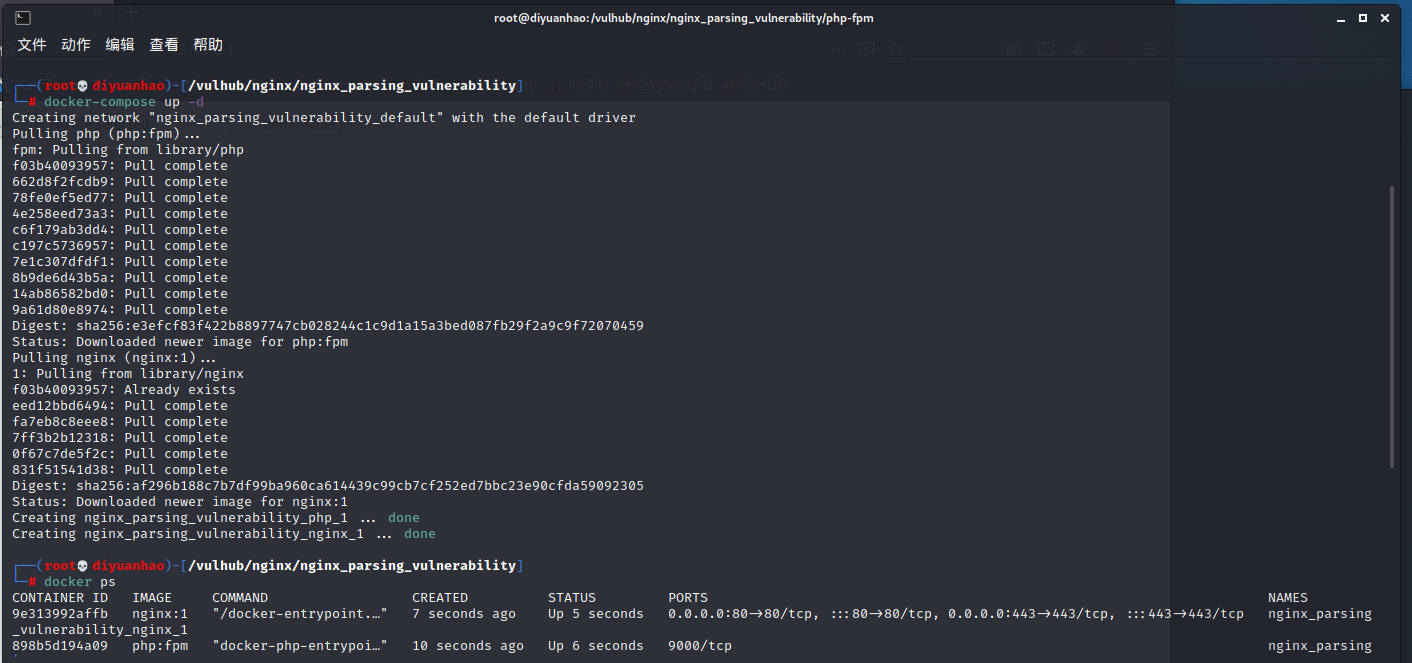 root@diyuanhao:/vulhub/nginx/nginx_parsing_vulnerability/php-fpm
文件 动作 编辑 查看 帮助
MSFU Exploit-DB GHDB
┌──(root💀diyuanhao)-[/vulhub/nginx/nginx_parsing_vulnerability]
└─# docker-compose up -d
Creating network "nginx_parsing_vulnerability_default" with the default driver
Pulling php (php:fpm)...
fpm: Pulling from library/php
f03b40093957: Pull complete
662d8f2fcdb9: Pull complete
78fe0ef5ed77: Pull complete
4e258eed73a3: Pull complete
c6f179ab3dd4: Pull complete
c197c5736957: Pull complete
7e1c307dfdf1: Pull complete
8b9de6d43b5a: Pull complete
14ab86582bd0: Pull complete
9a61d80e8974: Pull complete
Digest: sha256:e3efcf83f422b8897747cb028244c1c9d1a15a3bed087fb29f2a9c9f72070459
Status: Downloaded newer image for php:fpm
Pulling nginx (nginx:1)...
1: Pulling from library/nginx
f03b40093957: Already exists
eed12bbd6494: Pull complete
fa7eb8c8eee8: Pull complete
7ff3b2b12318: Pull complete
0f67c7de5f2c: Pull complete
831f51541d38: Pull complete
Digest: sha256:af296b188c7b7df99ba960ca614439c99cb7cf252ed7bbc23e90cfda59092305
Status: Downloaded newer image for nginx:1
Creating nginx_parsing_vulnerability_php_1 ... done
Creating nginx_parsing_vulnerability_nginx_1 ... done
┌──(root💀diyuanhao)-[/vulhub/nginx/nginx_parsing_vulnerability]
└─# docker ps
CONTAINER ID IMAGE COMMAND CREATED STATUS PORTS NAMES
9e313992affb nginx:1 "/docker-entrypoint.…" 7 seconds ago Up 5 seconds 0.0.0.0:80->80/tcp, :::80->80/tcp, 0.0.0.0:443->443/tcp, :::443->443/tcp nginx_parsing
_vulnerability_nginx_1
898b5d194a09 php:fpm "docker-php-entrypoi…" 10 seconds ago Up 6 seconds 9000/tcp nginx_parsing